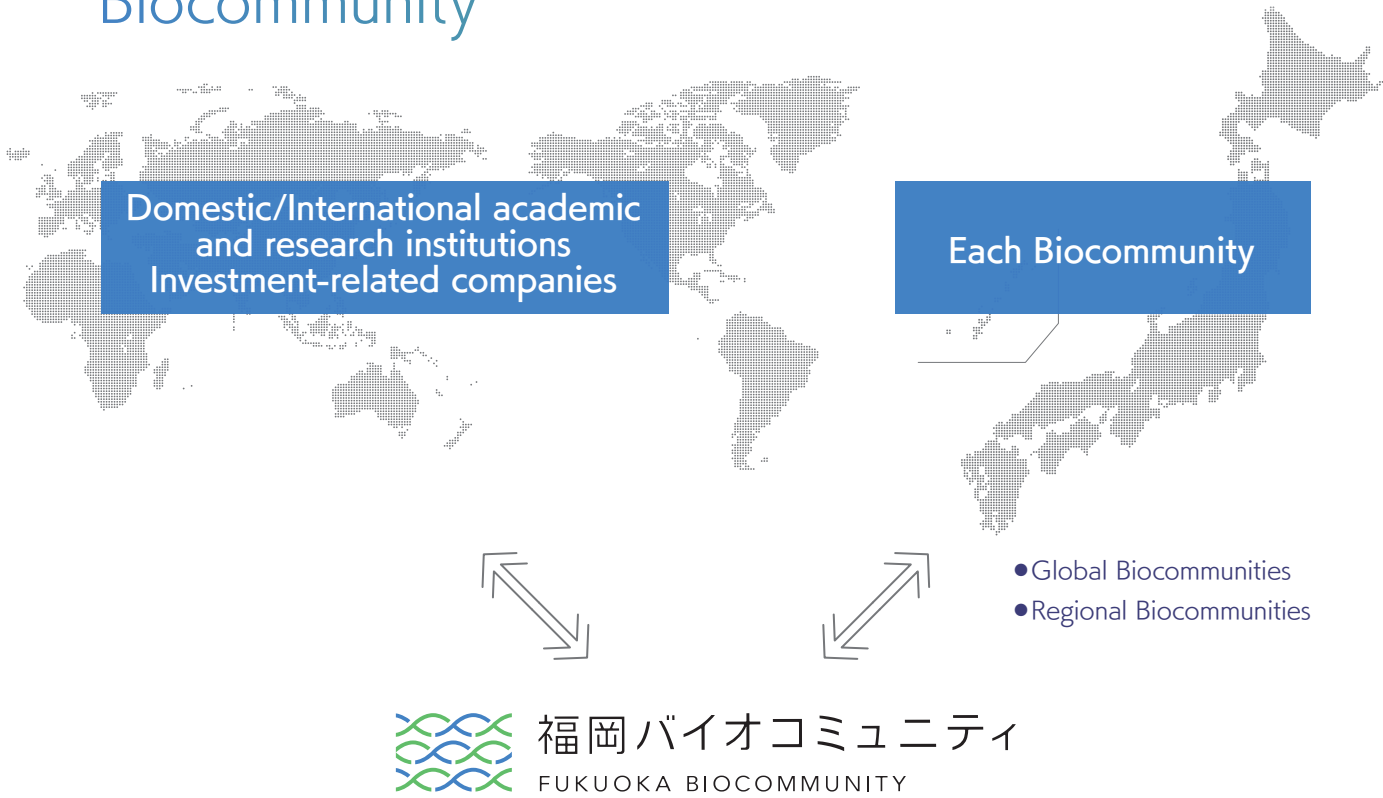 Biocommunity
Domestic/International academic
and research institutions
Investment-related companies
Each Biocommunity
●Global Biocommunities
●Regional Biocommunities
福岡バイオコミュニティ
FUKUOKA BIOCOMMUNITY